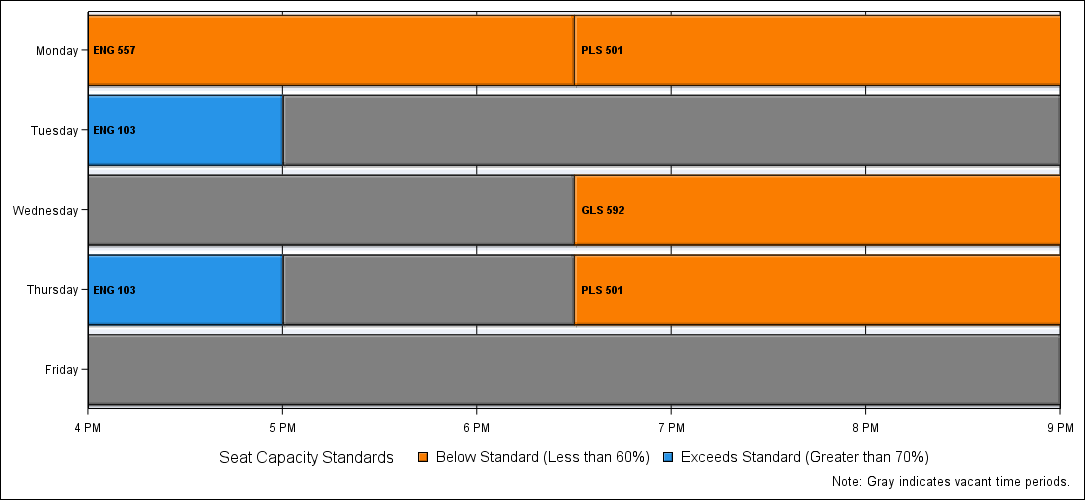 Monday ENG 557 PLS 501
Tuesday ENG 103
Wednesday GLS 592
Thursday ENG 103 PLS 501
Friday
4 PM 5 PM 6 PM 7 PM 8 PM 9 PM
Seat Capacity Standards Below Standard (Less than 60%) Exceeds Standard (Greater than 70%)
Note: Gray indicates vacant time periods.